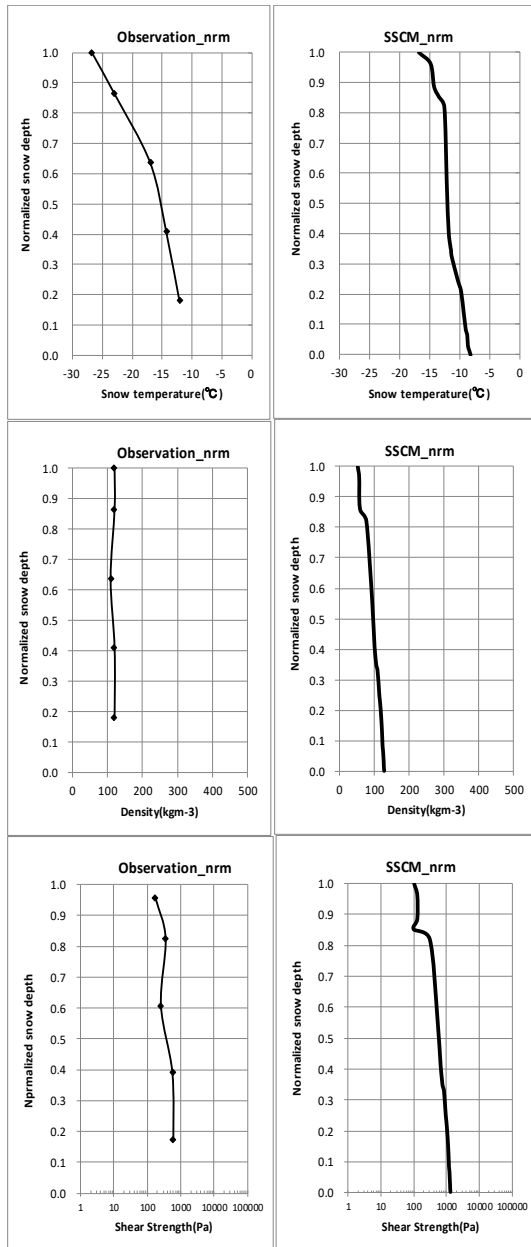 Observation_nrm
1.0
0.9
0.8
0.7
0.6
0.5
0.4
0.3
0.2
0.1
0.0
Normalized snow depth
-30 -25 -20 -15 -10 -5 0
Snow temperature(℃)
SSCM_nrm
1.0
0.9
0.8
0.7
0.6
0.5
0.4
0.3
0.2
0.1
0.0
Normalized snow depth
-30 -25 -20 -15 -10 -5 0
Snow temperature(℃)
Observation_nrm
1.0
0.9
0.8
0.7
0.6
0.5
0.4
0.3
0.2
0.1
0.0
Normalized snow depth
0 100 200 300 400 500
Density(kgm-3)
SSCM_nrm
1.0
0.9
0.8
0.7
0.6
0.5
0.4
0.3
0.2
0.1
0.0
Normalized snow depth
0 100 200 300 400 500
Density(kgm-3)
Observation_nrm
1.0
0.9
0.8
0.7
0.6
0.5
0.4
0.3
0.2
0.1
0.0
Nprmalized snow depth
1 10 100 1000 10000 100000
Shear Strength(Pa)
SSCM_nrm
1.0
0.9
0.8
0.7
0.6
0.5
0.4
0.3
0.2
0.1
0.0
Normalized snow depth
1 10 100 1000 10000 100000
Shear Strength(Pa)